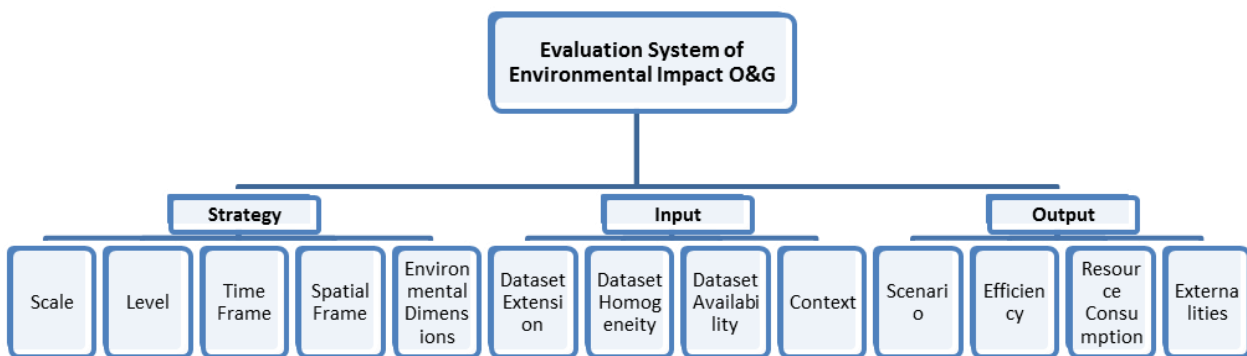 Evaluation System of
Environmental Impact O&G
Strategy
Input
Output
Scale
Level
Time
Frame
Spatial
Frame
Environ
mental
Dimens
ions
Dataset
Extensi
on
Dataset
Homog
eneity
Dataset
Availabi
lity
Context
Scenari
o
Efficien
cy
Resour
ce
Consu
mption
Externa
lities